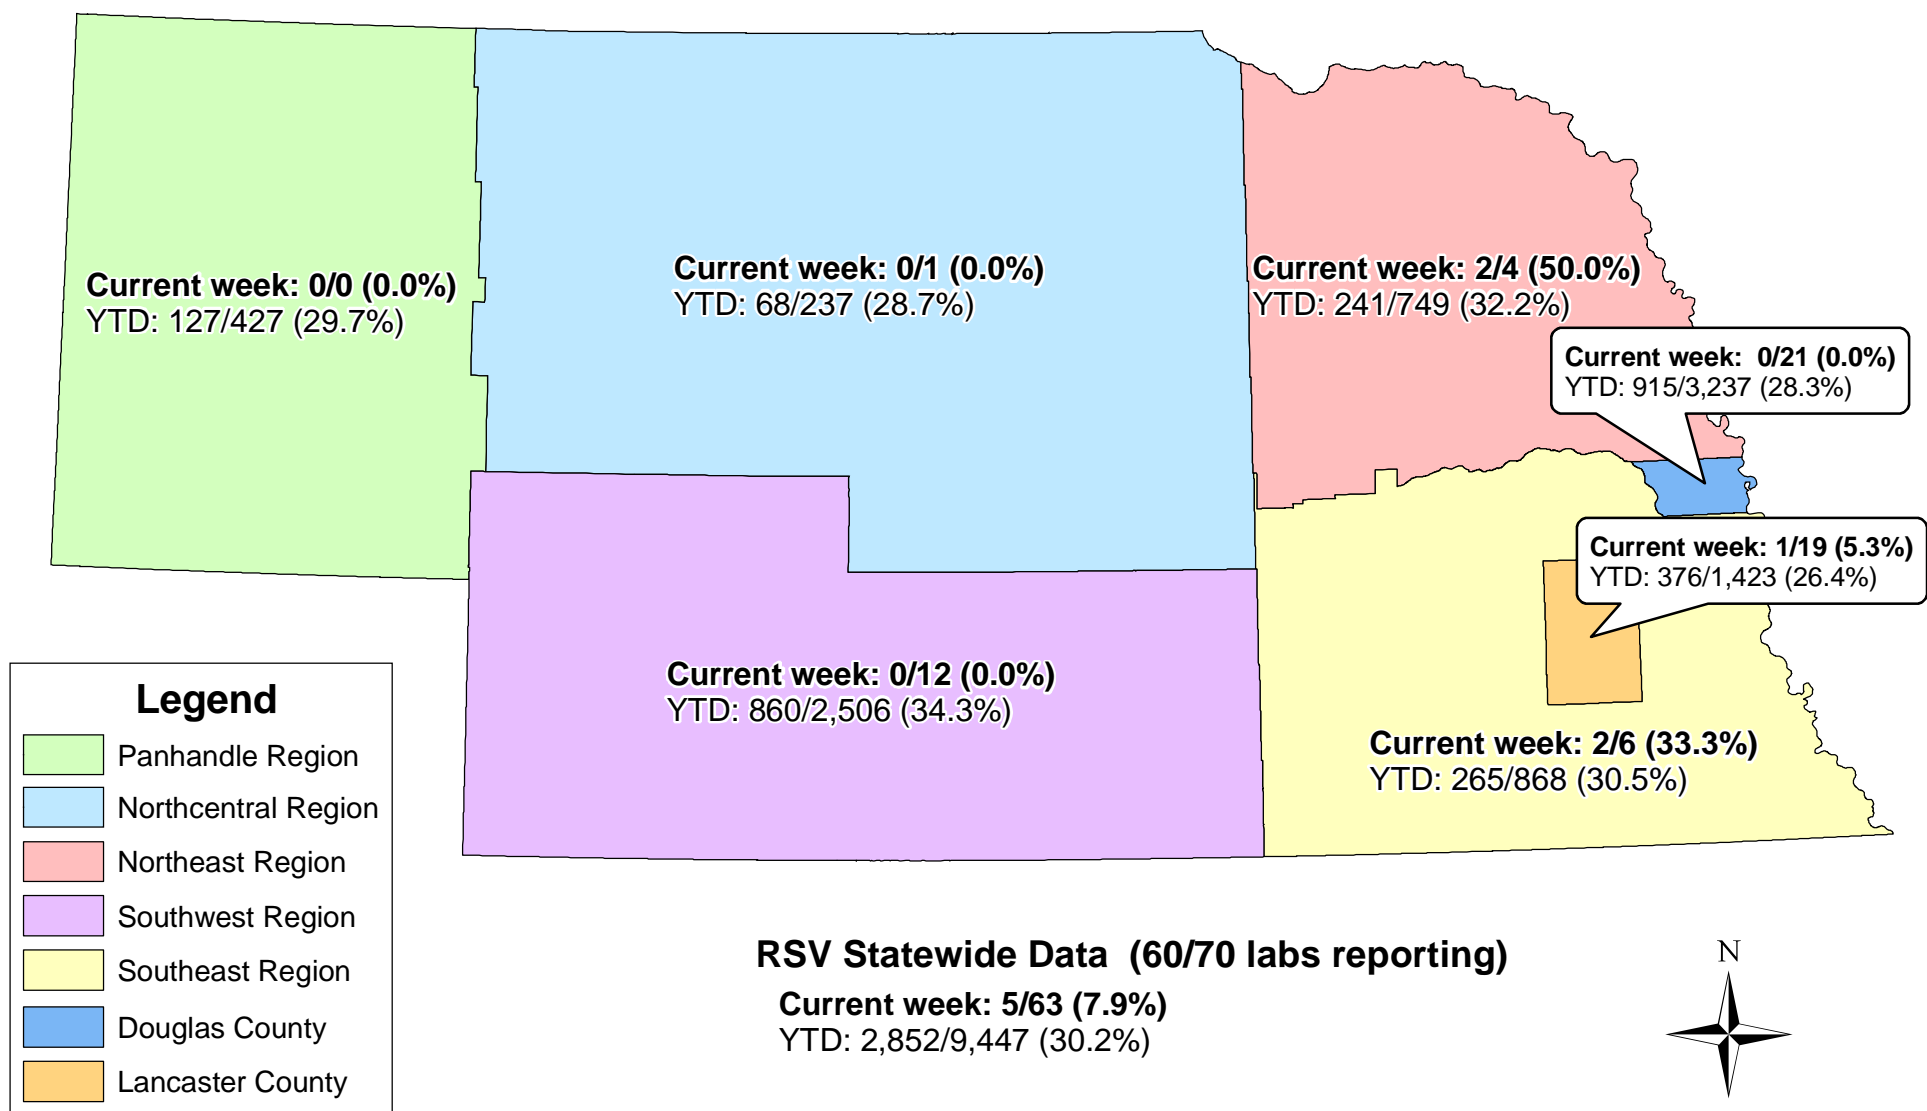 Current week: 0/0 (0.0%)
YTD: 127/427 (29.7%)
Current week: 0/1 (0.0%)
YTD: 68/237 (28.7%)
Current week: 2/4 (50.0%)
YTD: 241/749 (32.2%)
Current week:  0/21 (0.0%)
YTD: 915/3,237 (28.3%)
Current week: 1/19 (5.3%)
YTD: 376/1,423 (26.4%)
Current week: 0/12 (0.0%)
YTD: 860/2,506 (34.3%)
Current week: 2/6 (33.3%)
YTD: 265/868 (30.5%)
Legend
Panhandle Region
Northcentral Region
Northeast Region
Southwest Region
Southeast Region
Douglas County
Lancaster County
RSV Statewide Data  (60/70 labs reporting)
Current week: 5/63 (7.9%)
YTD: 2,852/9,447 (30.2%)
N